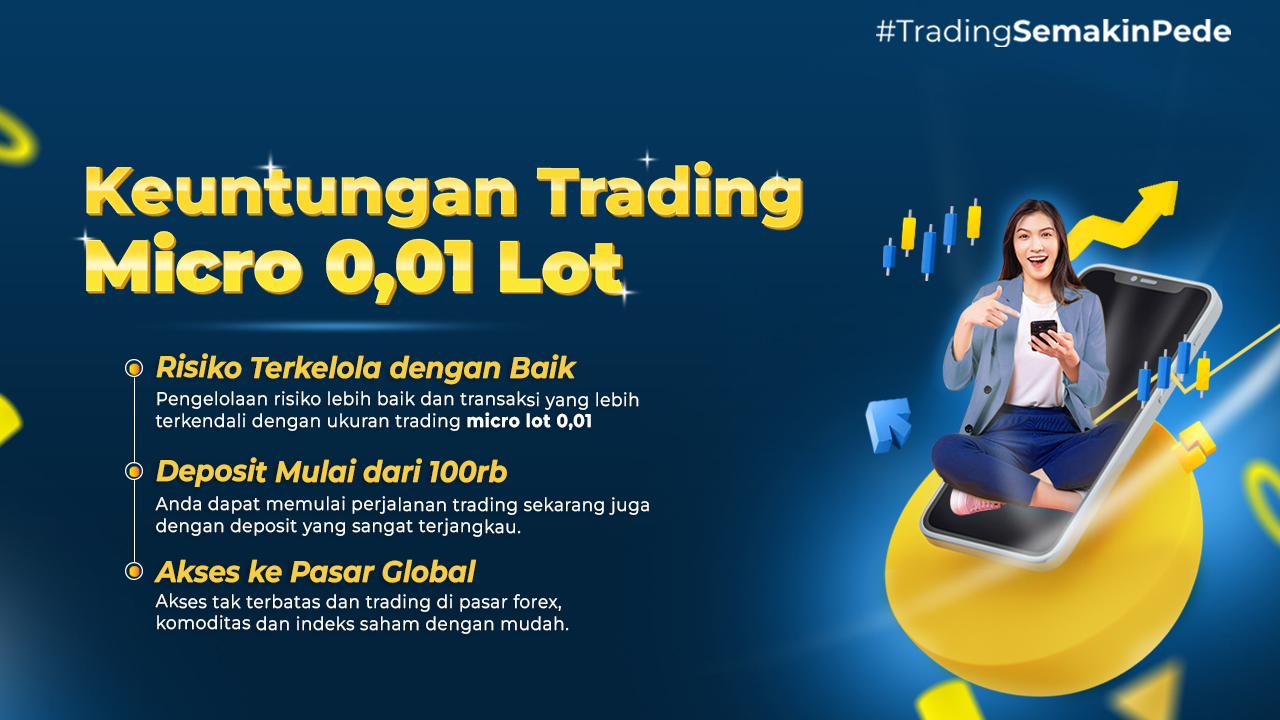 #TradingSemakinPede
Keuntungan Trading
Micro 0,01 Lot
Risiko Terkelola dengan Baik
Pengelolaan risiko lebih baik dan transaksi yang lebih
terkendali dengan ukuran trading micro lot 0,01
Deposit Mulai dari 100rb
Anda dapat memulai perjalanan trading sekarang juga
dengan deposit yang sangat terjangkau.
Akses ke Pasar Global
Akses tak terbatas dan trading di pasar forex,
komoditas dan indeks saham dengan mudah.